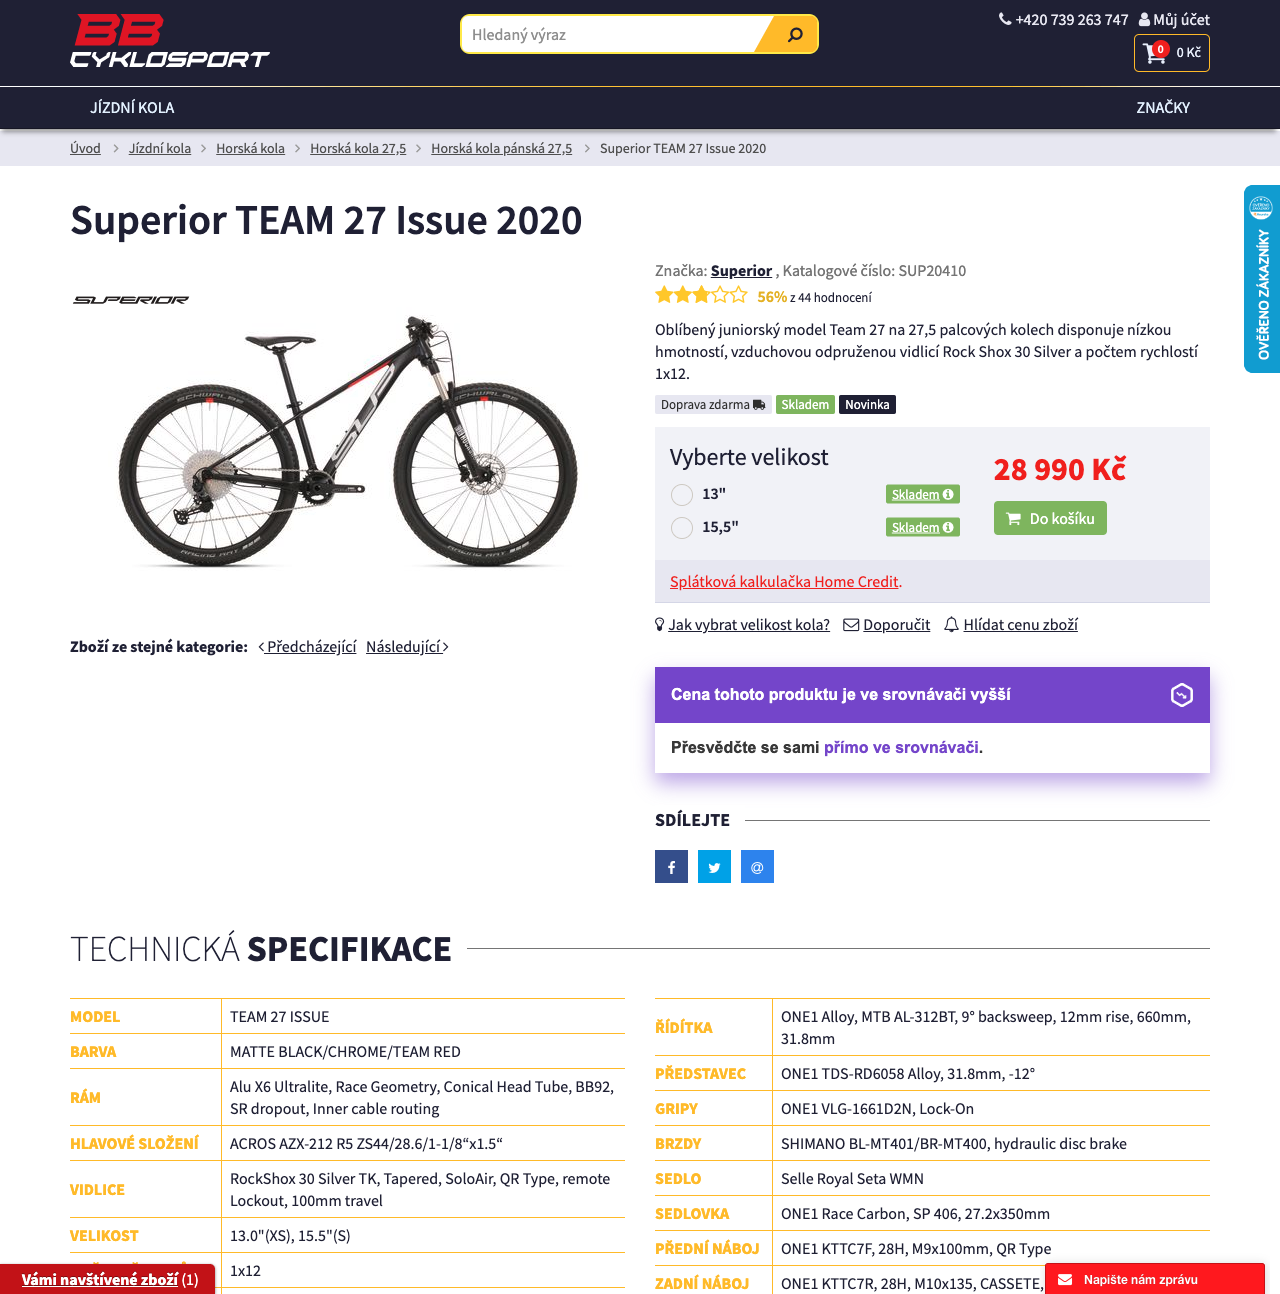 BB
CYKLOSPORT
Hledaný výraz
+420 739 263 747 Můj účet
0 0 Kč
JÍZDNÍ KOLA ZNAČKY
Úvod Jízdní kola Horská kola Horská kola 27,5 Horská kola pánská 27,5 Superior TEAM 27 Issue 2020
Superior TEAM 27 Issue 2020
SUPERIOR
SCHWALBE
RACING RAY
SCHWALBE
Zboží ze stejné kategorie: Předcházející Následující
Značka: Superior , Katalogové číslo: SUP20410
56% z 44 hodnocení
Oblíbený juniorský model Team 27 na 27,5 palcových kolech disponuje nízkou
hmotností, vzduchovou odpruženou vidlicí Rock Shox 30 Silver a počtem rychlostí
1x12.
Doprava zdarma Skladem Novinka
Vyberte velikost
13" Skladem
15,5" Skladem
28 990 Kč
Do košíku
Splátková kalkulačka Home Credit.
Jak vybrat velikost kola? Doporučit Hlídat cenu zboží
Cena tohoto produktu je ve srovnávači vyšší
Přesvědčte se sami přímo ve srovnávači.
SDÍLEJTE
OVĚŘENO ZÁKAZNÍKY
TECHNICKÁ SPECIFIKACE
MODEL TEAM 27 ISSUE
BARVA MATTE BLACK/CHROME/TEAM RED
RÁM Alu X6 Ultralite, Race Geometry, Conical Head Tube, BB92,
SR dropout, Inner cable routing
HLAVOVÉ SLOŽENÍ ACROS AZX-212 R5 ZS44/28.6/1-1/8“x1.5“
VIDLICE RockShox 30 Silver TK, Tapered, SoloAir, QR Type, remote
Lockout, 100mm travel
VELIKOST 13.0"(XS), 15.5"(S)
1x12
ŘÍDÍTKA ONE1 Alloy, MTB AL-312BT, 9° backsweep, 12mm rise, 660mm,
31.8mm
PŘEDSTAVEC ONE1 TDS-RD6058 Alloy, 31.8mm, -12°
GRIPY ONE1 VLG-1661D2N, Lock-On
BRZDY SHIMANO BL-MT401/BR-MT400, hydraulic disc brake
SEDLO Selle Royal Seta WMN
SEDLOVKA ONE1 Race Carbon, SP 406, 27.2x350mm
PŘEDNÍ NÁBOJ ONE1 KTTC7F, 28H, M9x100mm, QR Type
ZADNÍ NÁBOJ ONE1 KTTC7R, 28H, M10x135, CASSETE,
Vámi navštívené zboží (1)
Napište nám zprávu